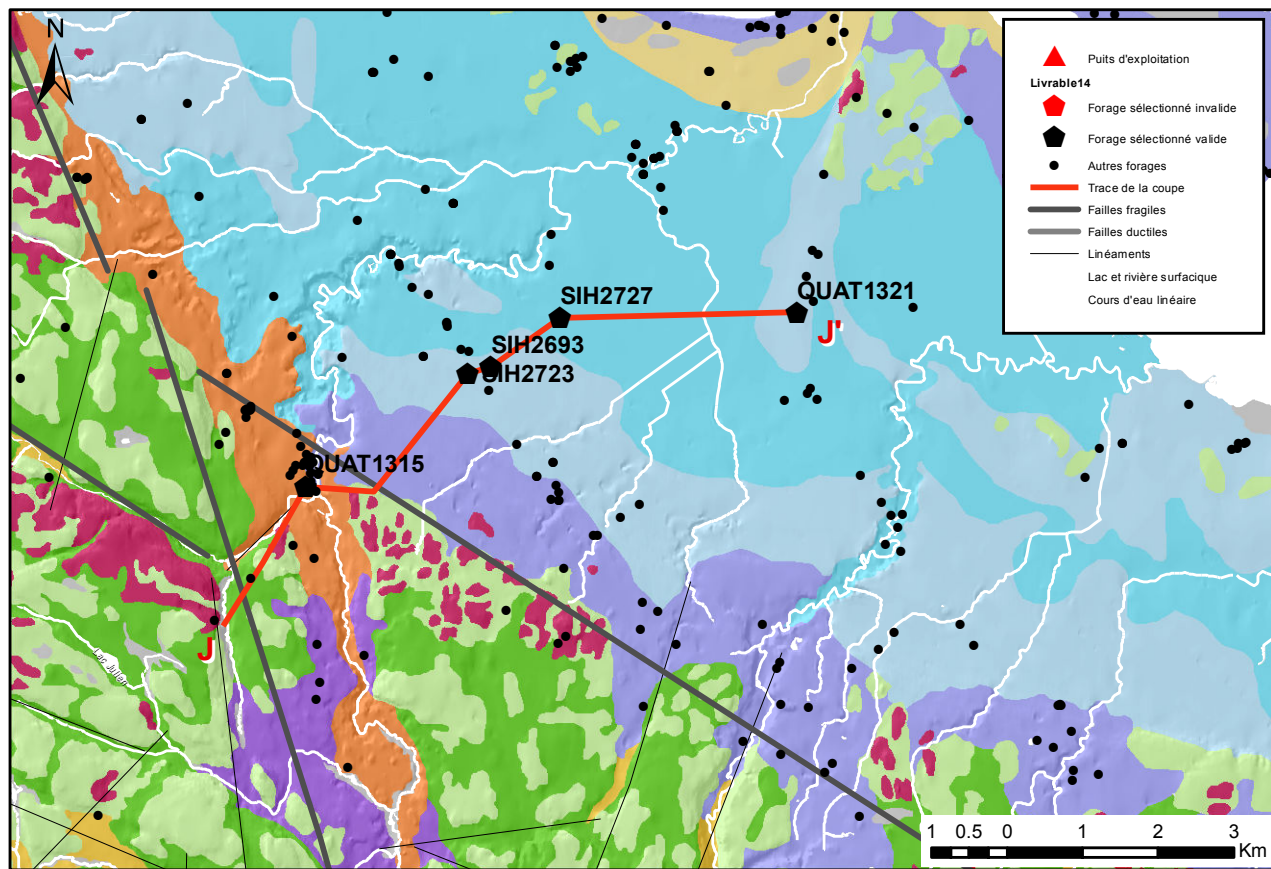 N
Puits d'exploitation
Livrable14
Forage sélectionné invalide
Forage sélectionné valide
Autres forages
Trace de la coupe
Failles fragiles
Failles ductiles
Linéaments
Lac et rivière surfacique
Cours d'eau linéaire
SIH2727
QUAT1321
J'
SIH2693
SIH2723
QUAT1315
J
Lac Julien
1 0.5 0 1 2 3
Km